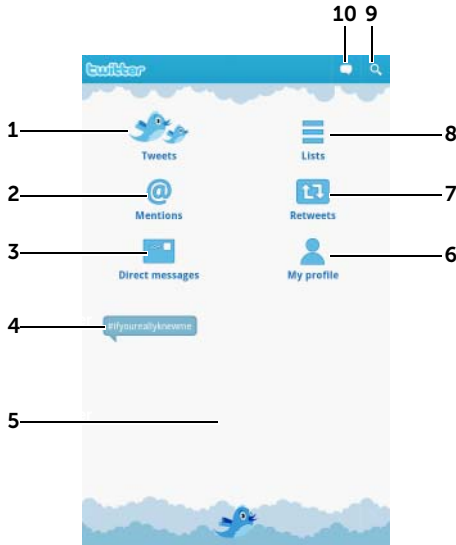 10 9
twitter
1 8
Tweets Lists
2 @ 7
Mentions Retweets
3 6
Direct messages My profile
4 #ifyoureallyknewme
5